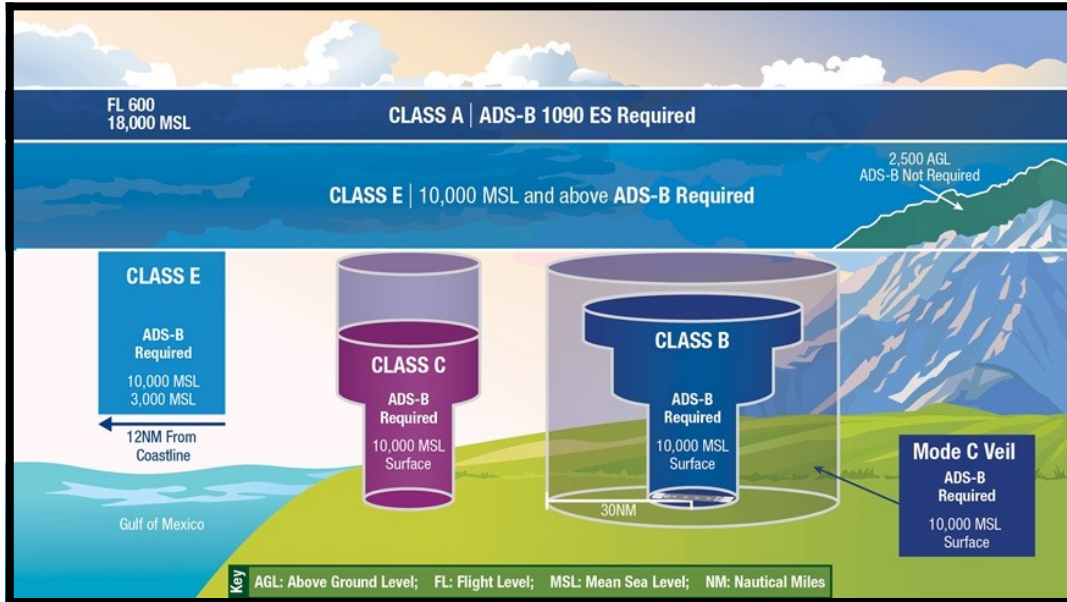 FL 600
18,000 MSL
CLASS A | ADS-B 1090 ES Required
2,500 AGL
ADS-B Not Required
CLASS E | 10,000 MSL and above ADS-B Required
CLASS E
ADS-B
Required
10,000 MSL
3,000 MSL
12NM From
Coastline
Gulf of Mexico
CLASS C
ADS-B
Required
10,000 MSL
Surface
CLASS B
ADS-B
Required
10,000 MSL
Surface
30NM
Mode C Veil
ADS-B
Required
10,000 MSL
Surface
Key
AGL: Above Ground Level; FL: Flight Level; MSL: Mean Sea Level; NM: Nautical Miles